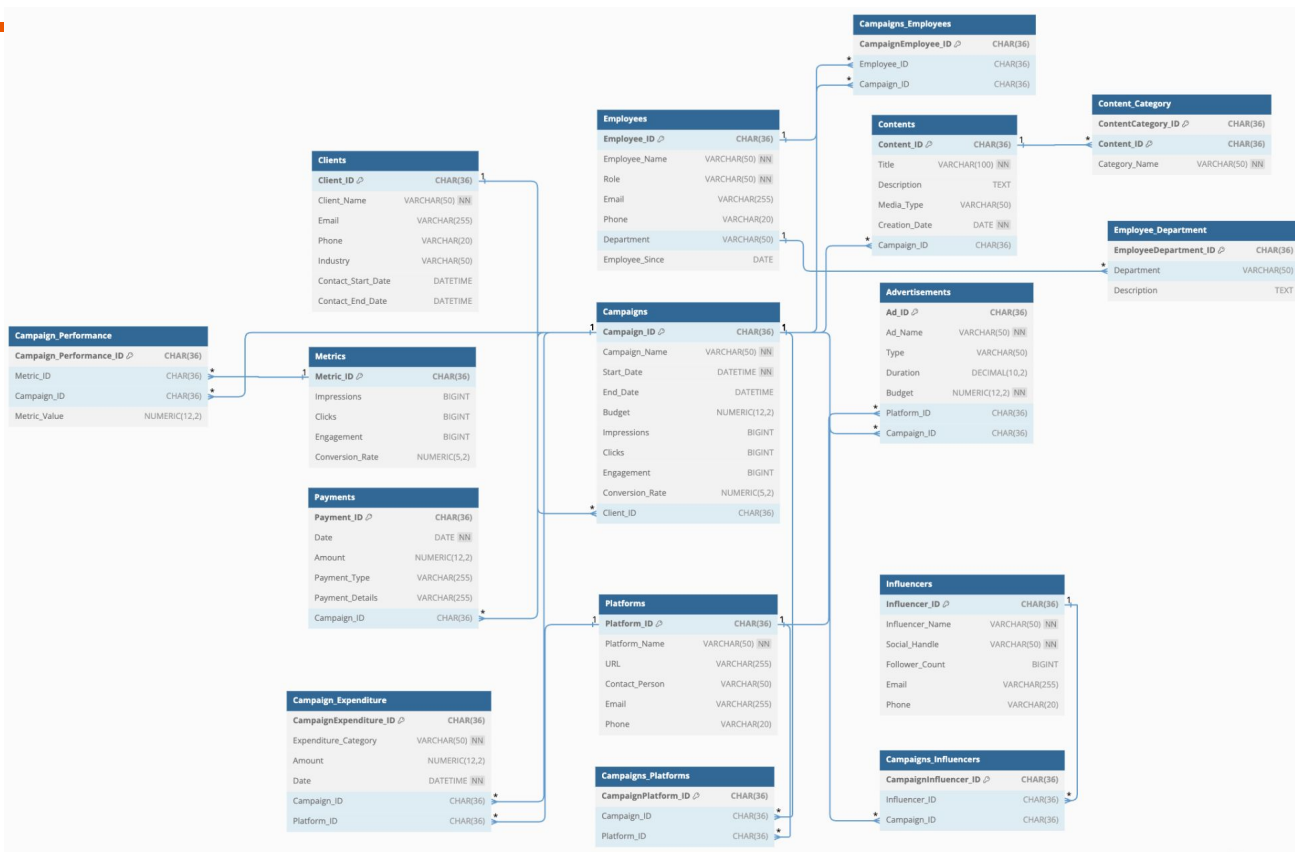 Campaigns_Employees
CampaignEmployee_ID CHAR(36)
* Employee_ID CHAR(36)
* Campaign_ID CHAR(36)
Content_Category
ContentCategory_ID CHAR(36)
* Content_ID CHAR(36)
Category_Name VARCHAR(50) NN
Employees
Employee_ID CHAR(36) 1
Employee_Name VARCHAR(50) NN
Role VARCHAR(50) NN
Email VARCHAR(255)
Phone VARCHAR(20)
Department VARCHAR(50) 1
Employee_Since DATE
Contents
Content_ID CHAR(36) 1
Title VARCHAR(100) NN
Description TEXT
Media_Type VARCHAR(50)
Creation_Date DATE NN
* Campaign_ID CHAR(36)
Clients
Client_ID CHAR(36) 1
Client_Name VARCHAR(50) NN
Email VARCHAR(255)
Phone VARCHAR(20)
Industry VARCHAR(50)
Contact_Start_Date DATETIME
Contact_End_Date DATETIME
Employee_Department
EmployeeDepartment_ID CHAR(36)
* Department VARCHAR(50)
Description TEXT
Advertisements
Ad_ID CHAR(36)
Ad_Name VARCHAR(50) NN
Type VARCHAR(50)
Duration DECIMAL(10,2)
Budget NUMERIC(12,2) NN
* Platform_ID CHAR(36)
* Campaign_ID CHAR(36)
Campaigns
1 Campaign_ID CHAR(36) 1
Campaign_Name VARCHAR(50) NN
Start_Date DATETIME NN
End_Date DATETIME
Budget NUMERIC(12,2)
Impressions BIGINT
Clicks BIGINT
Engagement BIGINT
Conversion_Rate NUMERIC(5,2)
* Client_ID CHAR(36)
Campaign_Performance
Campaign_Performance_ID CHAR(36)
Metric_ID CHAR(36) *
Campaign_ID CHAR(36) *
Metric_Value NUMERIC(12,2)
Metrics
1 Metric_ID CHAR(36)
Impressions BIGINT
Clicks BIGINT
Engagement BIGINT
Conversion_Rate NUMERIC(5,2)
Payments
Payment_ID CHAR(36)
Date DATE NN
Amount NUMERIC(12,2)
Payment_Type VARCHAR(255)
Payment_Details VARCHAR(255)
Campaign_ID CHAR(36) *
Platforms
1 Platform_ID CHAR(36) 1
Platform_Name VARCHAR(50) NN
URL VARCHAR(255)
Contact_Person VARCHAR(50)
Email VARCHAR(255)
Phone VARCHAR(20)
Influencers
Influencer_ID CHAR(36) 1
Influencer_Name VARCHAR(50) NN
Social_Handle VARCHAR(50) NN
Follower_Count BIGINT
Email VARCHAR(255)
Phone VARCHAR(20)
Campaign_Expenditure
CampaignExpenditure_ID CHAR(36)
Expenditure_Category VARCHAR(50) NN
Amount NUMERIC(12,2)
Date DATETIME NN
Campaign_ID CHAR(36) *
Platform_ID CHAR(36) *
Campaigns_Platforms
CampaignPlatform_ID CHAR(36)
Campaign_ID CHAR(36) *
Platform_ID CHAR(36) *
Campaigns_Influencers
CampaignInfluencer_ID CHAR(36)
Influencer_ID CHAR(36) *
* Campaign_ID CHAR(36)